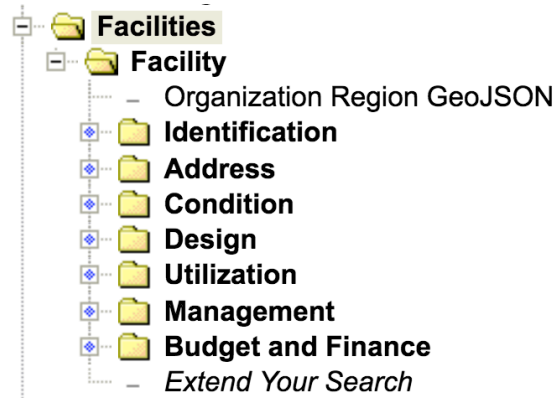 Facilities
Facility
Organization Region GeoJSON
Identification
Address
Condition
Design
Utilization
Management
Budget and Finance
Extend Your Search